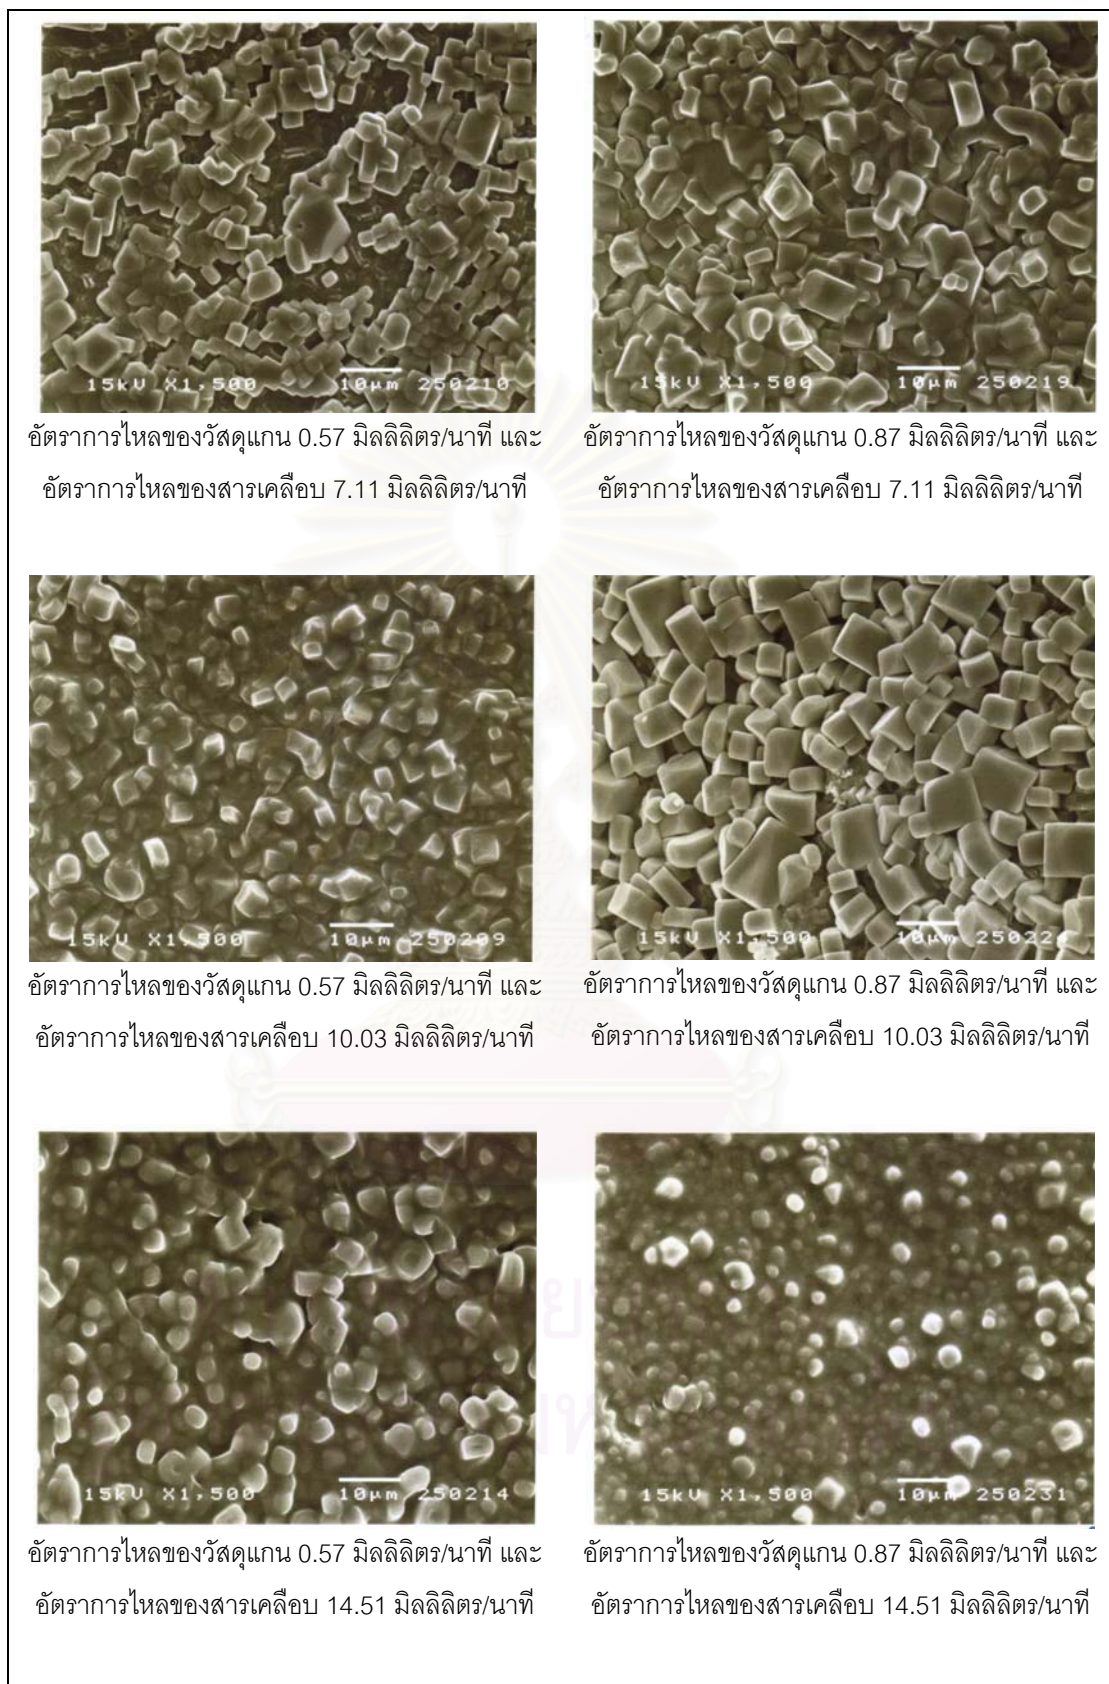 15kV X1,500 10µm 250210
15kV X1,500 10µm 250219
อัตราการไหลของวัสดุแกน 0.57 มิลลิลิตร/นาที และ
อัตราการไหลของสารเคลือบ 7.11 มิลลิลิตร/นาที
อัตราการไหลของวัสดุแกน 0.87 มิลลิลิตร/นาที และ
อัตราการไหลของสารเคลือบ 7.11 มิลลิลิตร/นาที
15kV X1,500 10µm 250209
15kV X1,500 10µm 25022
อัตราการไหลของวัสดุแกน 0.57 มิลลิลิตร/นาที และ
อัตราการไหลของสารเคลือบ 10.03 มิลลิลิตร/นาที
อัตราการไหลของวัสดุแกน 0.87 มิลลิลิตร/นาที และ
อัตราการไหลของสารเคลือบ 10.03 มิลลิลิตร/นาที
15kV X1,500 10µm 250214
15kV X1,500 10µm 250231
อัตราการไหลของวัสดุแกน 0.57 มิลลิลิตร/นาที และ
อัตราการไหลของสารเคลือบ 14.51 มิลลิลิตร/นาที
อัตราการไหลของวัสดุแกน 0.87 มิลลิลิตร/นาที และ
อัตราการไหลของสารเคลือบ 14.51 มิลลิลิตร/นาที